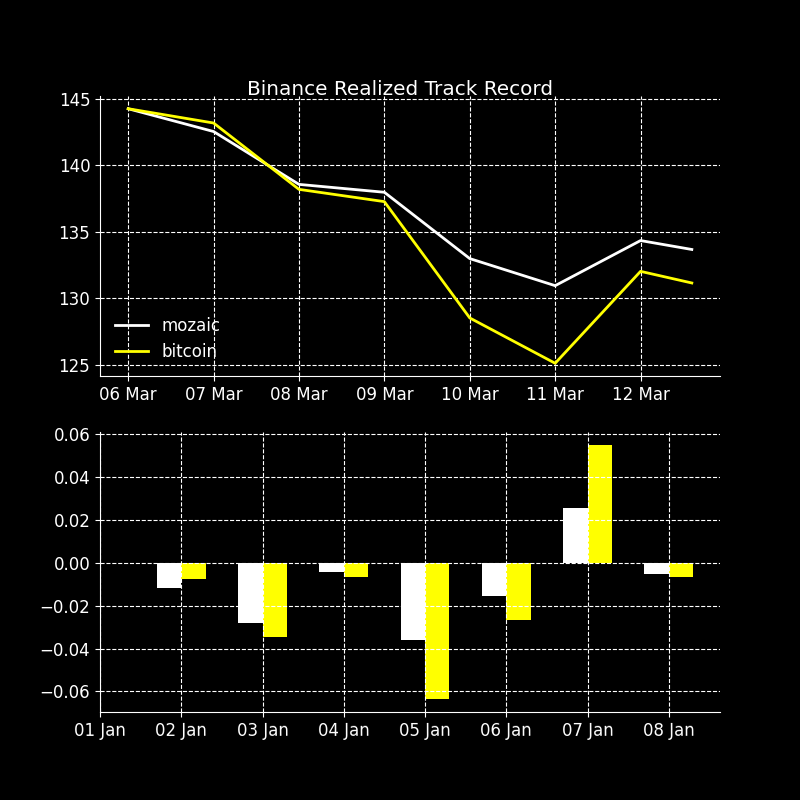 Binance Realized Track Record
145
140
135
130
125
mozaic
bitcoin
06 Mar 07 Mar 08 Mar 09 Mar 10 Mar 11 Mar 12 Mar
0.06
0.04
0.02
0.00
−0.02
−0.04
−0.06
01 Jan 02 Jan 03 Jan 04 Jan 05 Jan 06 Jan 07 Jan 08 Jan